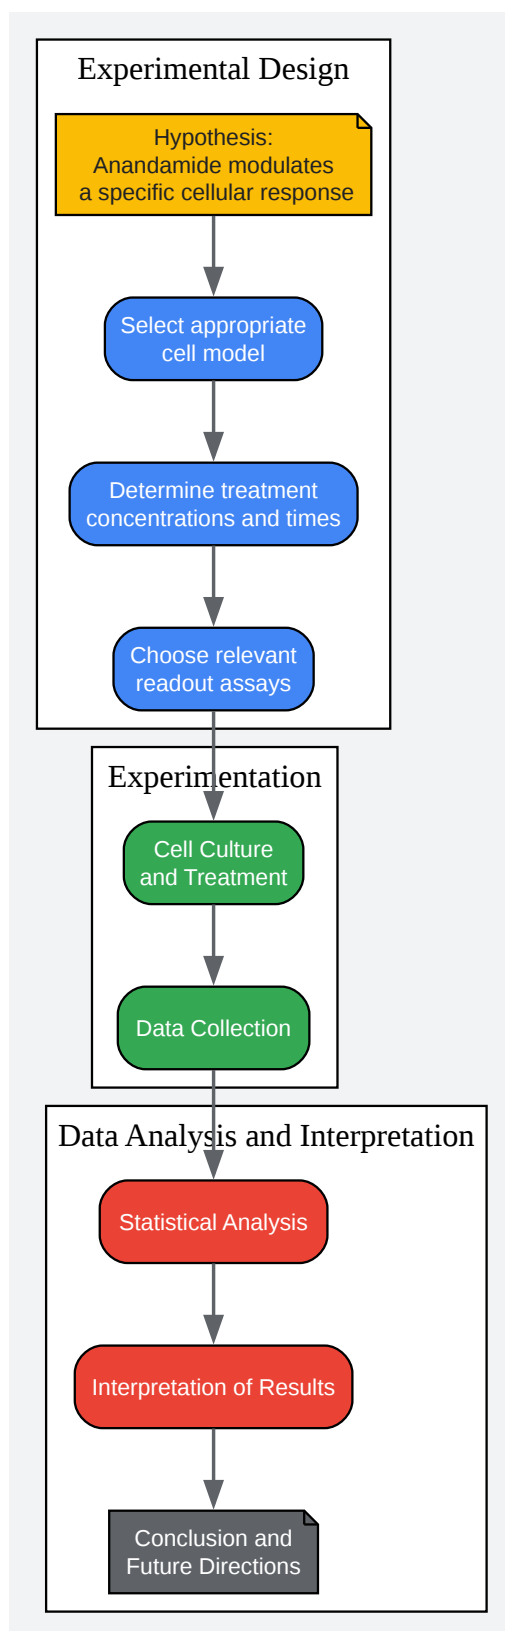 Experimental Design
Hypothesis:
Anandamide modulates
a specific cellular response
Select appropriate
cell model
Determine treatment
concentrations and times
Choose relevant
readout assays
Experimentation
Cell Culture
and Treatment
Data Collection
Data Analysis and Interpretation
Statistical Analysis
Interpretation of Results
Conclusion and
Future Directions